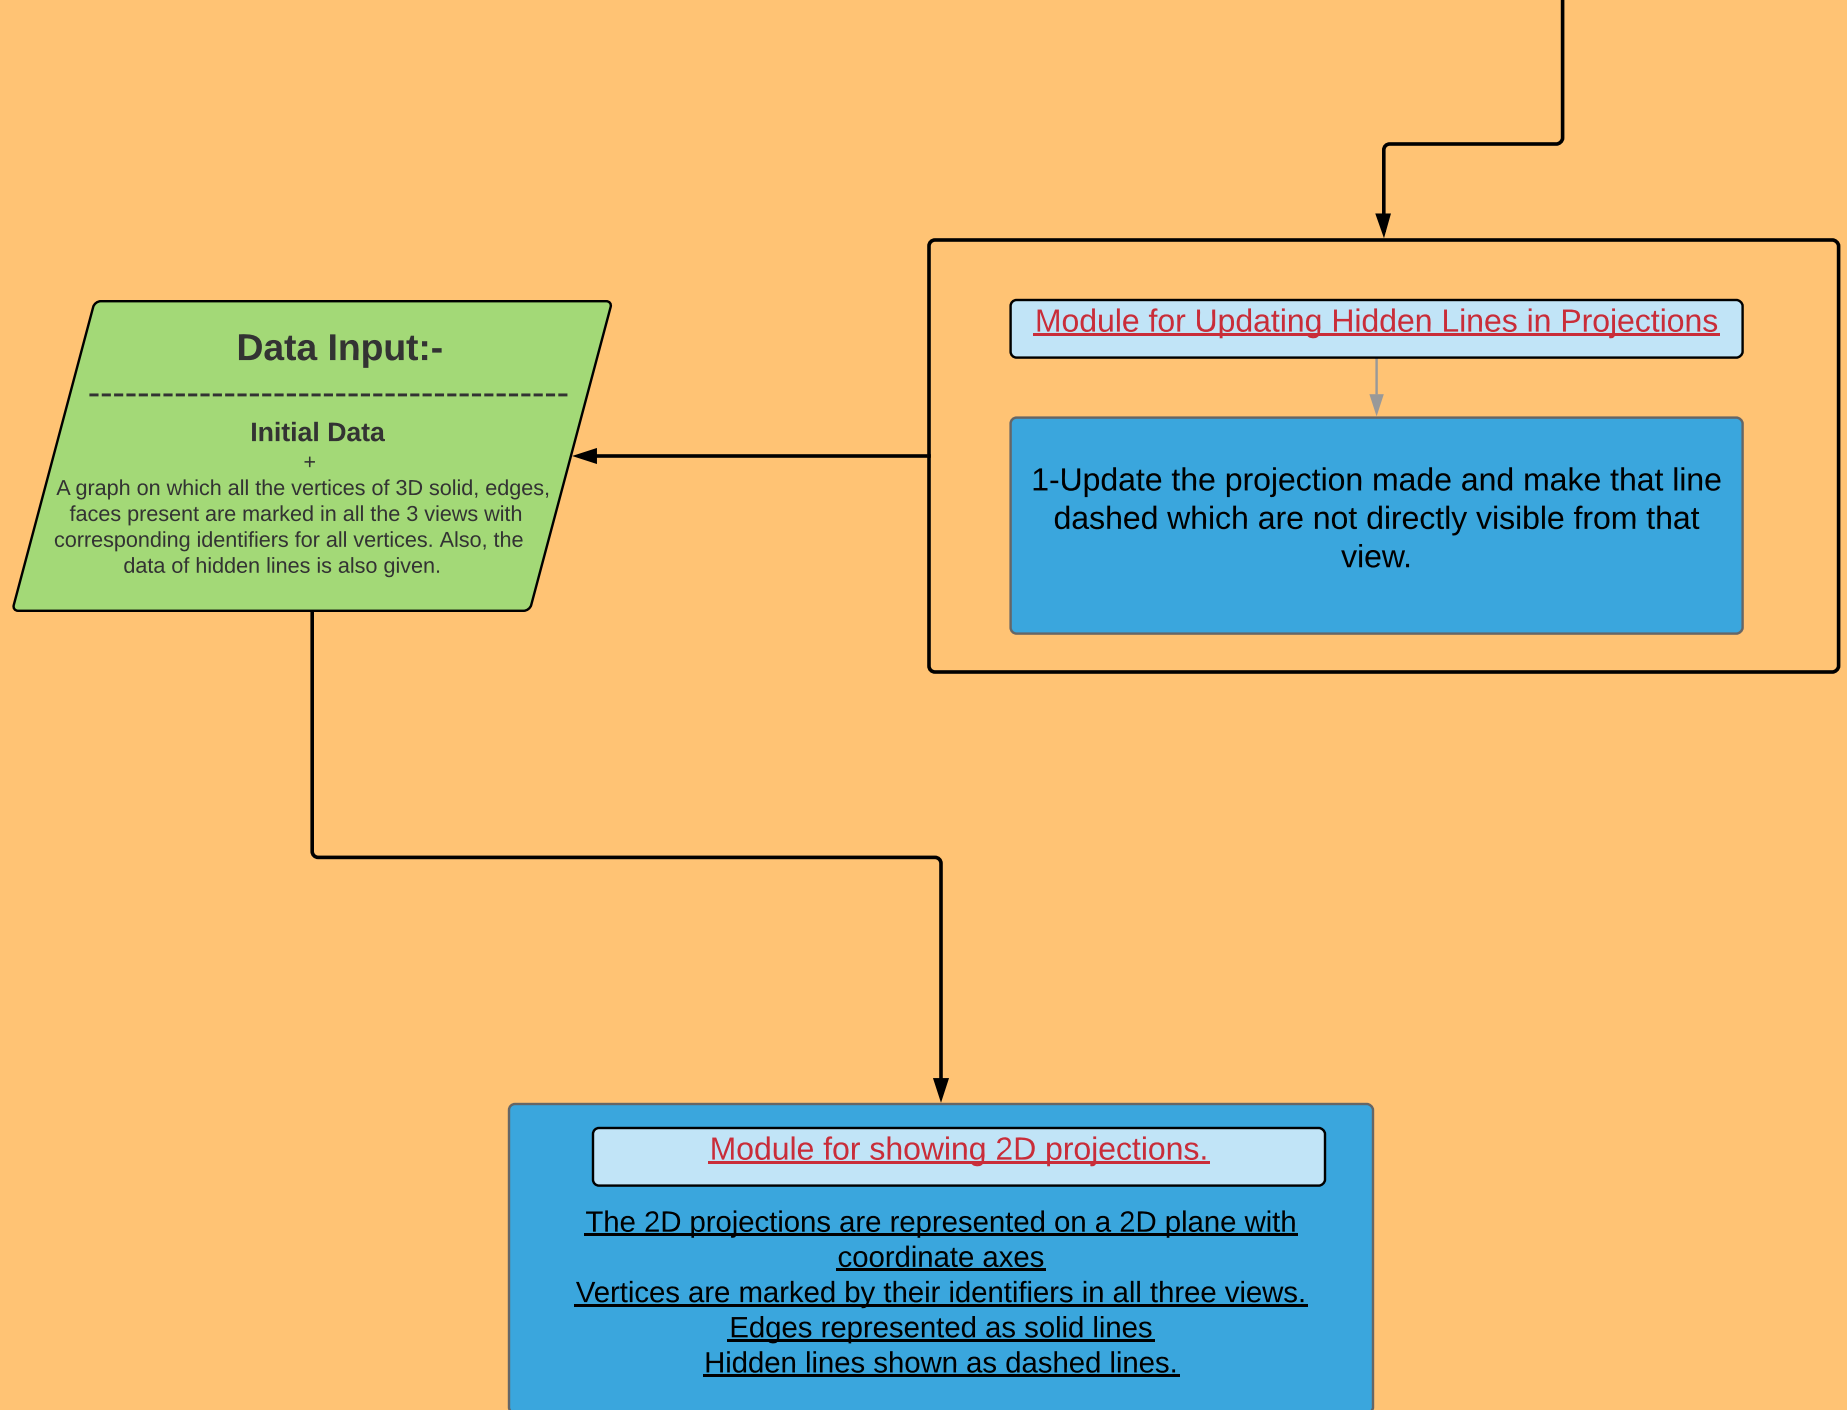 Module for Updating Hidden Lines in Projections
1-Update the projection made and make that line
dashed which are not directly visible from that
view.
Data Input:-
---------------------------------------
Initial Data
+
A graph on which all the vertices of 3D solid, edges,
faces present are marked in all the 3 views with
corresponding identifiers for all vertices. Also, the
data of hidden lines is also given.
Module for showing 2D projections.
The 2D projections are represented on a 2D plane with
coordinate axes
Vertices are marked by their identifiers in all three views.
Edges represented as solid lines
Hidden lines shown as dashed lines.